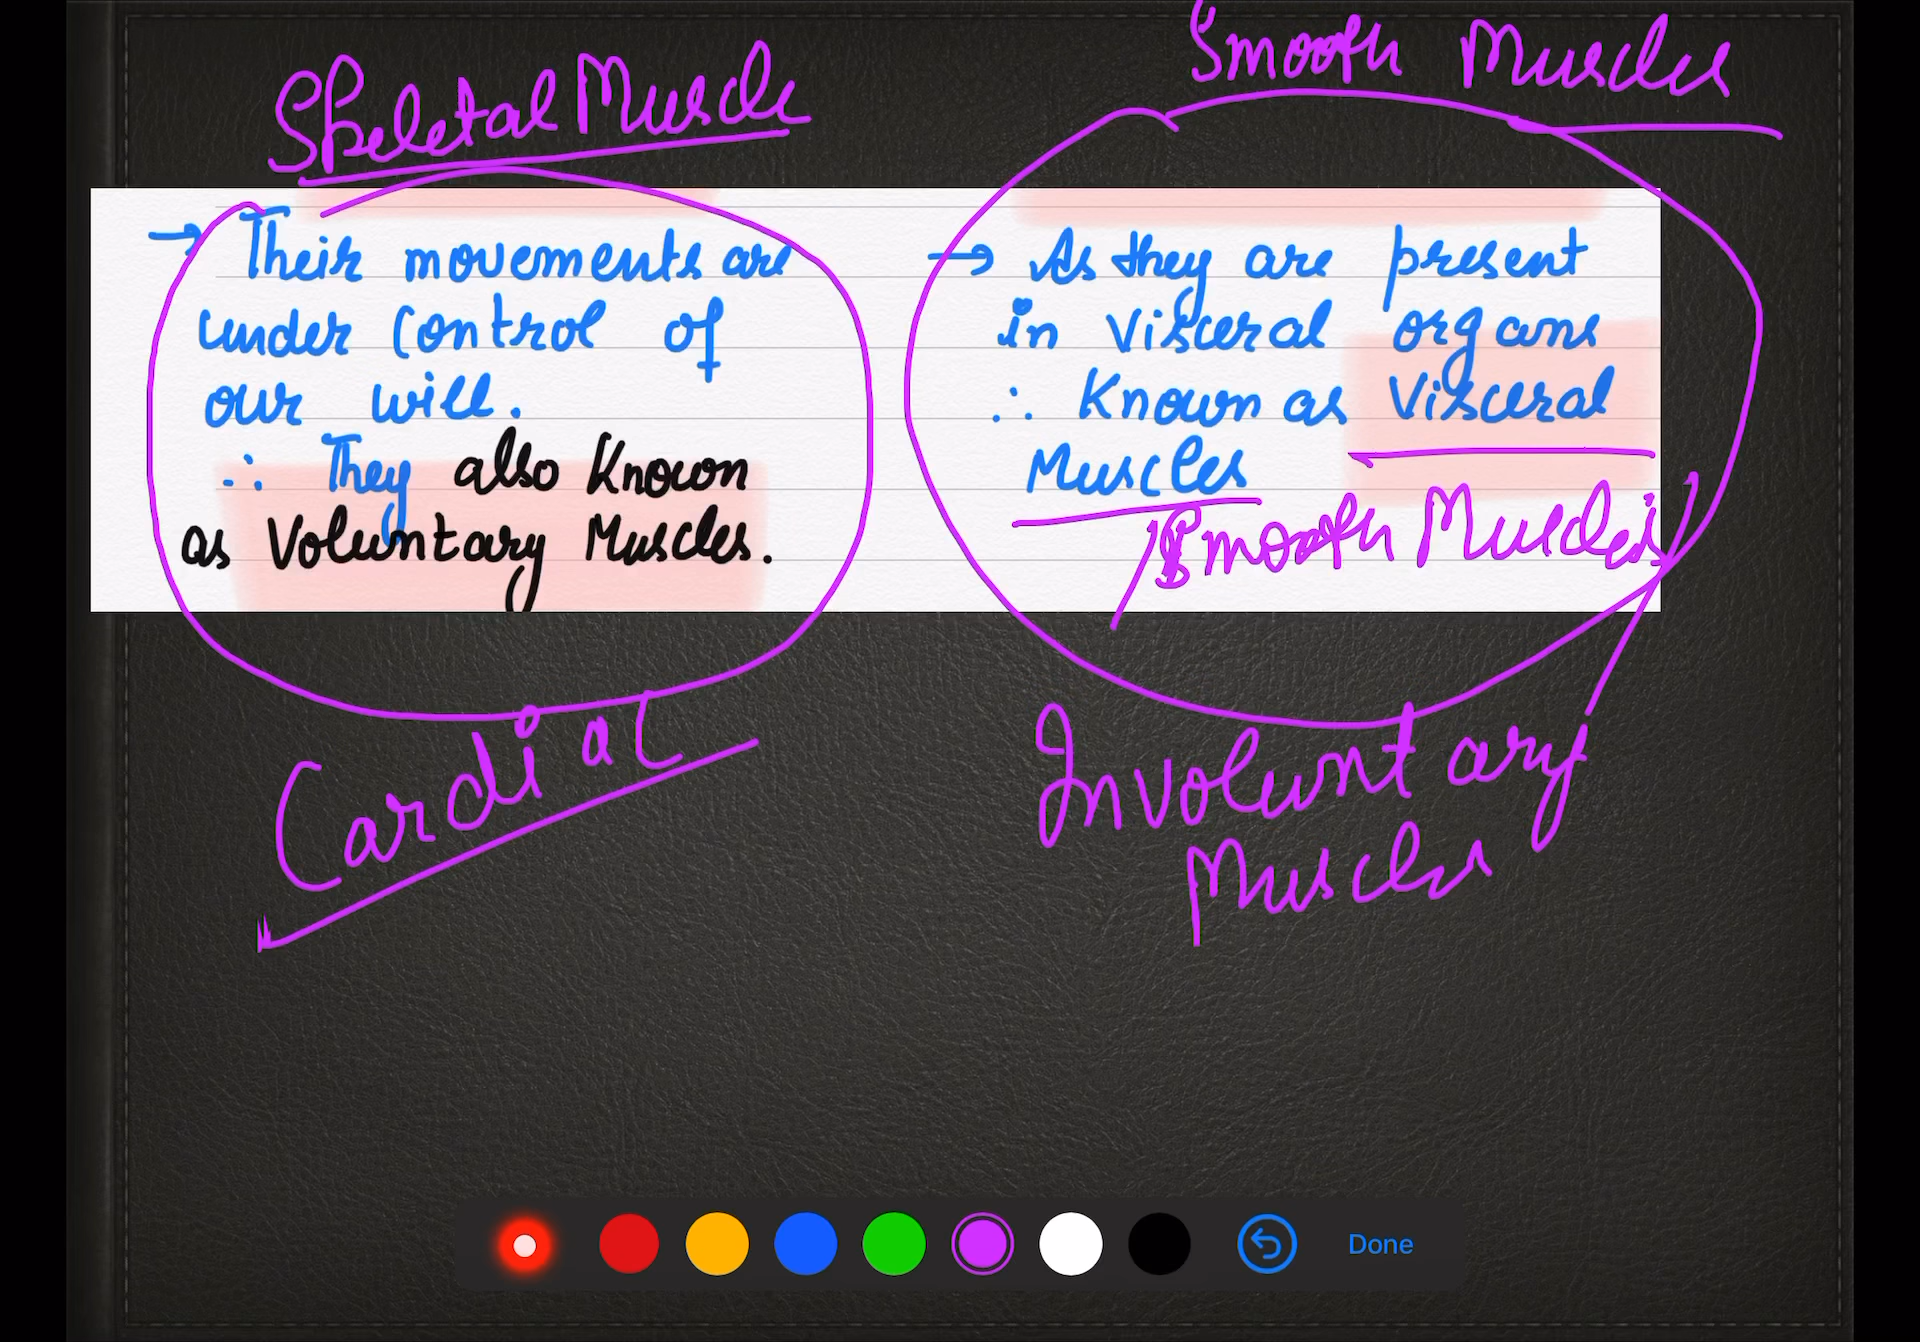 Skeletal Muscle
Smooth Muscles
→ Their movements are
under control of
our will.
∴ They also Known
as Voluntary Muscles.
→ As they are present
in visceral organs
∴ Known as Visceral
Muscles
Smooth Muscles
Cardiac
Involuntary
Muscles
Done